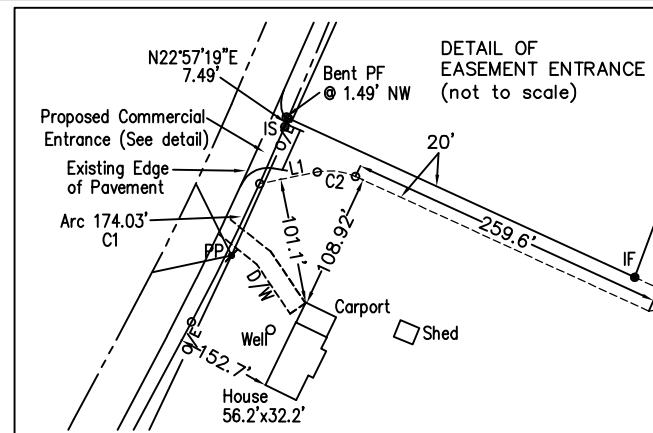 DETAIL OF
EASEMENT ENTRANCE
(not to scale)
N22°57'19"E
7.49'
Bent PF
@ 1.49' NW
Proposed Commercial
Entrance (See detail)
IS
O/E
20'
Existing Edge
of Pavement
L1
C2
Arc 174.03'
C1
101.1'
108.92'
259.6'
PP
IF
D/W
Carport
Shed
Well
O/E
152.7'
House
56.2'x32.2'